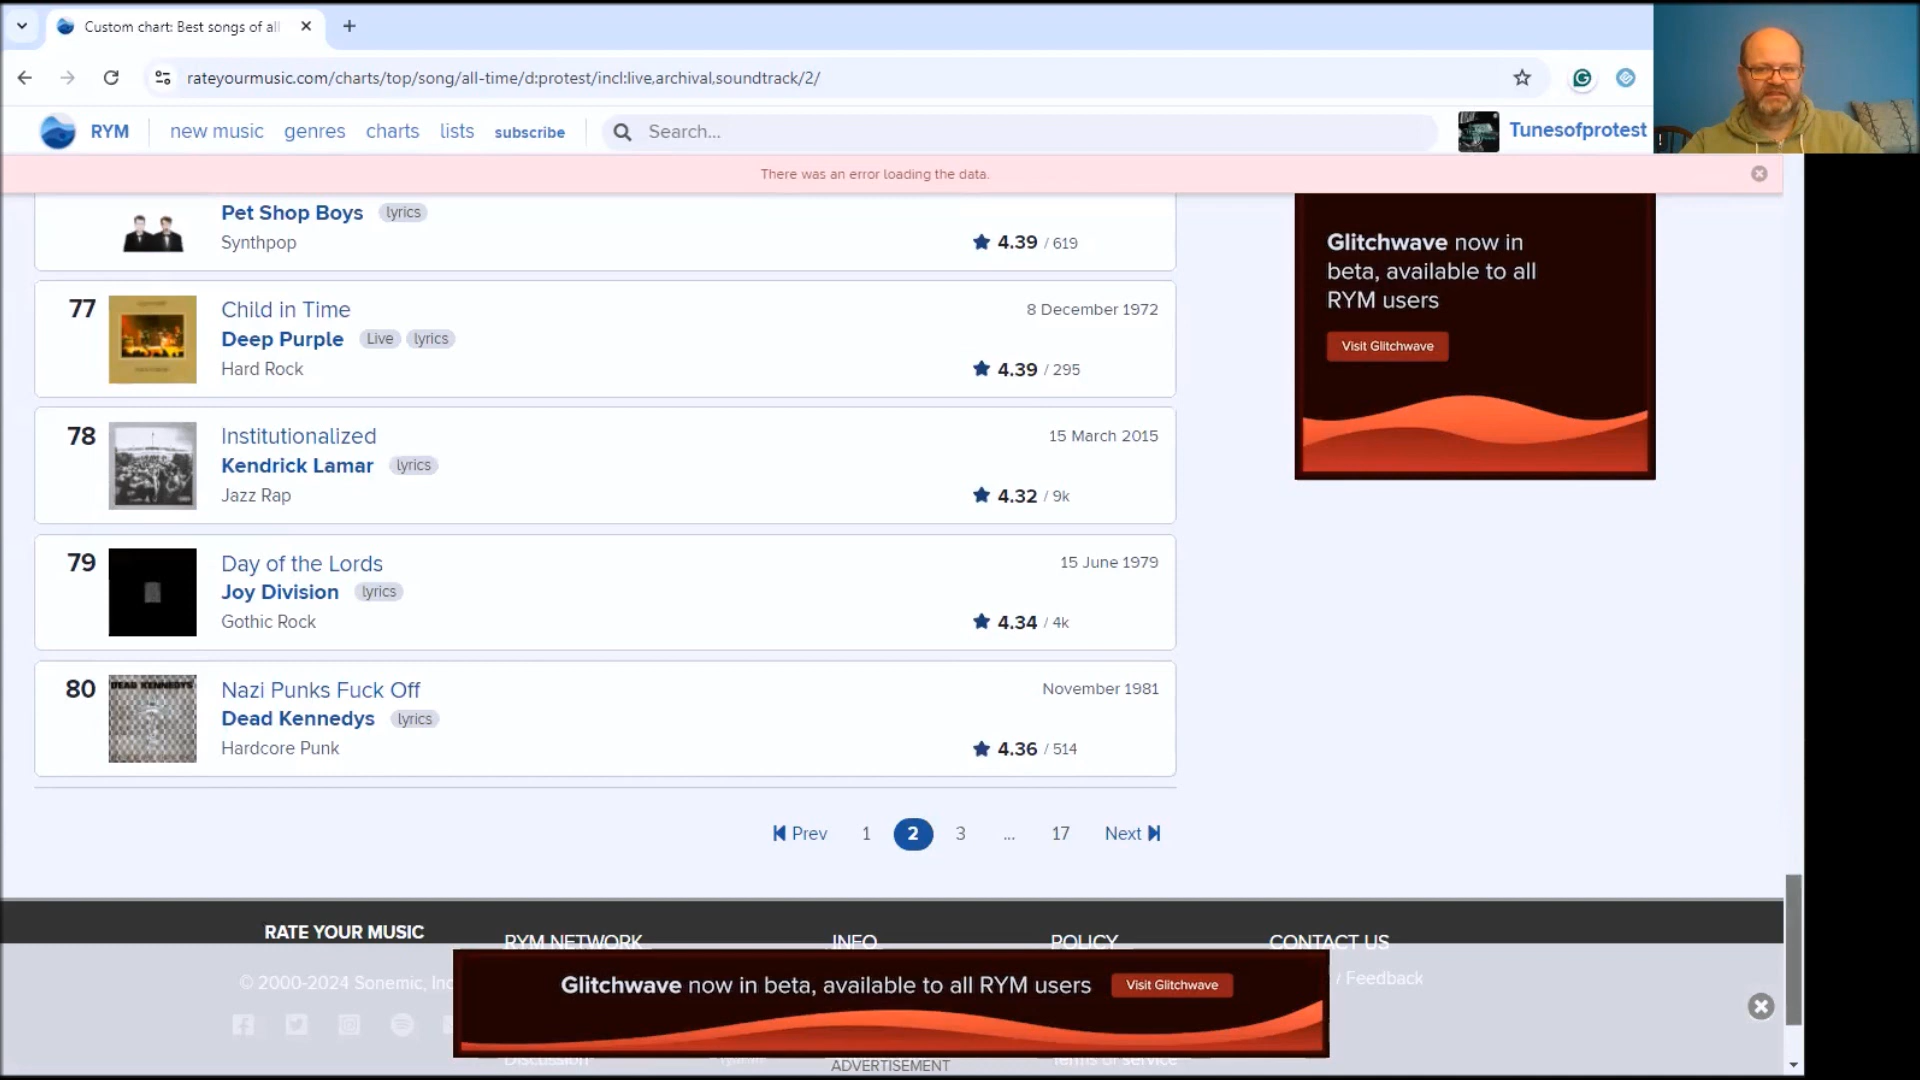 Custom chart: Best songs of all
rateyourmusic.com/charts/top/song/all-time/d:protest/incl:live,archival,soundtrack/2/
RYM new music genres charts lists subscribe Search... Tunesofprotest
There was an error loading the data.
Pet Shop Boys lyrics
Synthpop 4.39 / 619
77 Child in Time 8 December 1972
Deep Purple Live lyrics
Hard Rock 4.39 / 295
78 Institutionalized 15 March 2015
Kendrick Lamar lyrics
Jazz Rap 4.32 / 9k
79 Day of the Lords 15 June 1979
Joy Division lyrics
Gothic Rock 4.34 / 4k
80 Nazi Punks Fuck Off November 1981
DEAD KENNEDYS
Dead Kennedys lyrics
Hardcore Punk 4.36 / 514
Glitchwave now in
beta, available to all
RYM users
Visit Glitchwave
Prev 1 2 3 ... 17 Next
RATE YOUR MUSIC RYM NETWORK INFO POLICY CONTACT US
© 2000-2024 Sonemic, Inc
/ Feedback
Glitchwave now in beta, available to all RYM users Visit Glitchwave
ADVERTISEMENT